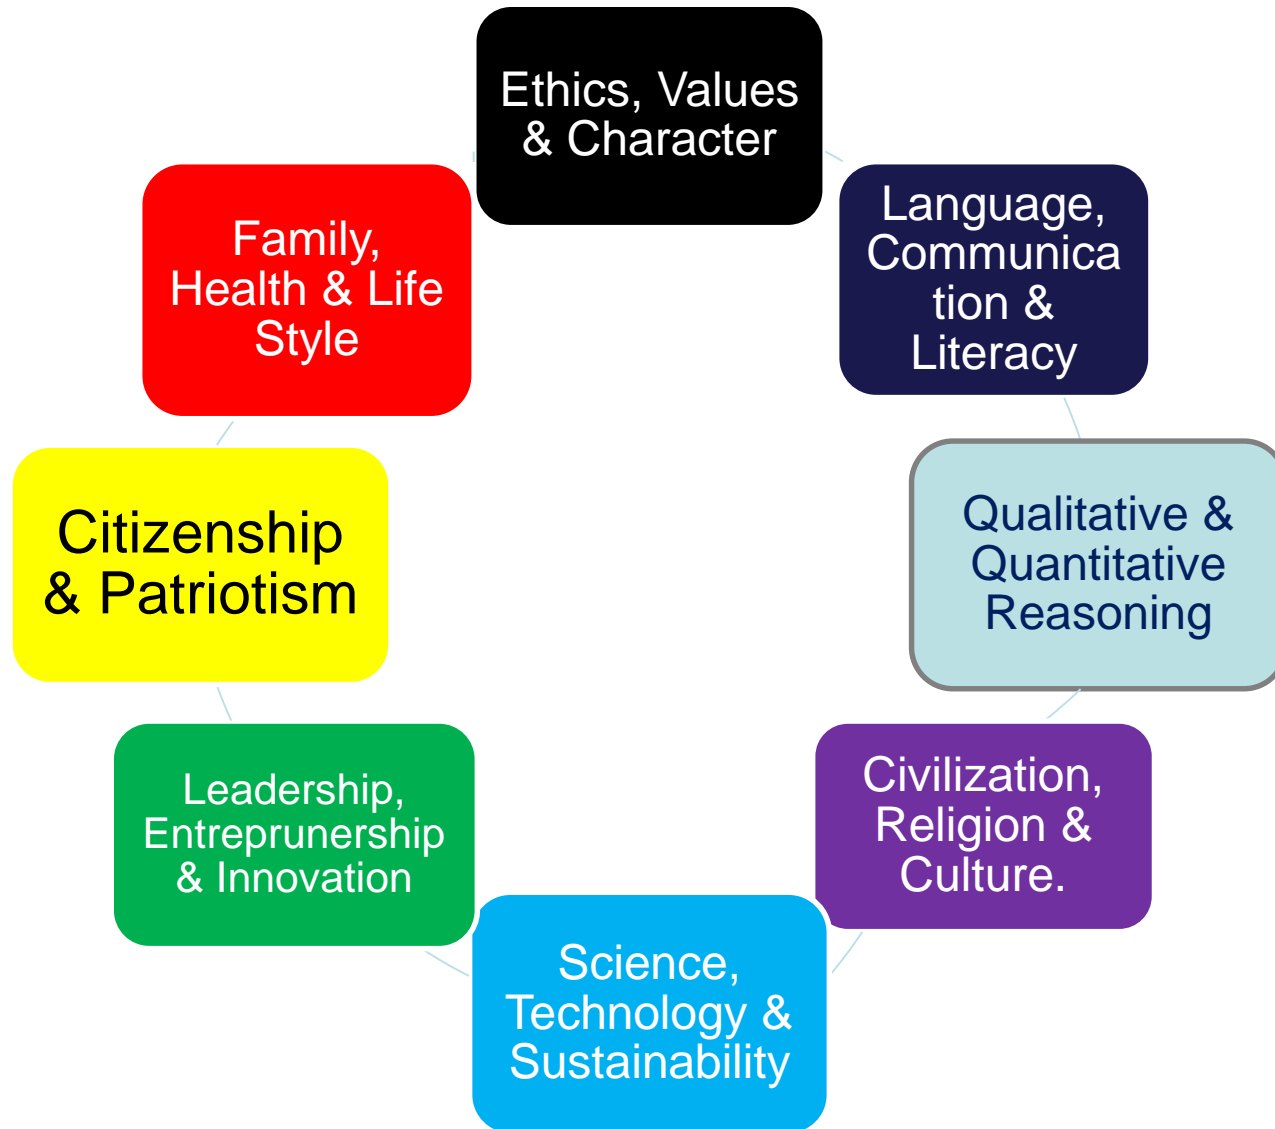 Ethics, Values
& Character
Language,
Communica
tion &
Literacy
Qualitative &
Quantitative
Reasoning
Civilization,
Religion &
Culture.
Science,
Technology &
Sustainability
Leadership,
Entreprunership
& Innovation
Citizenship
& Patriotism
Family,
Health & Life
Style